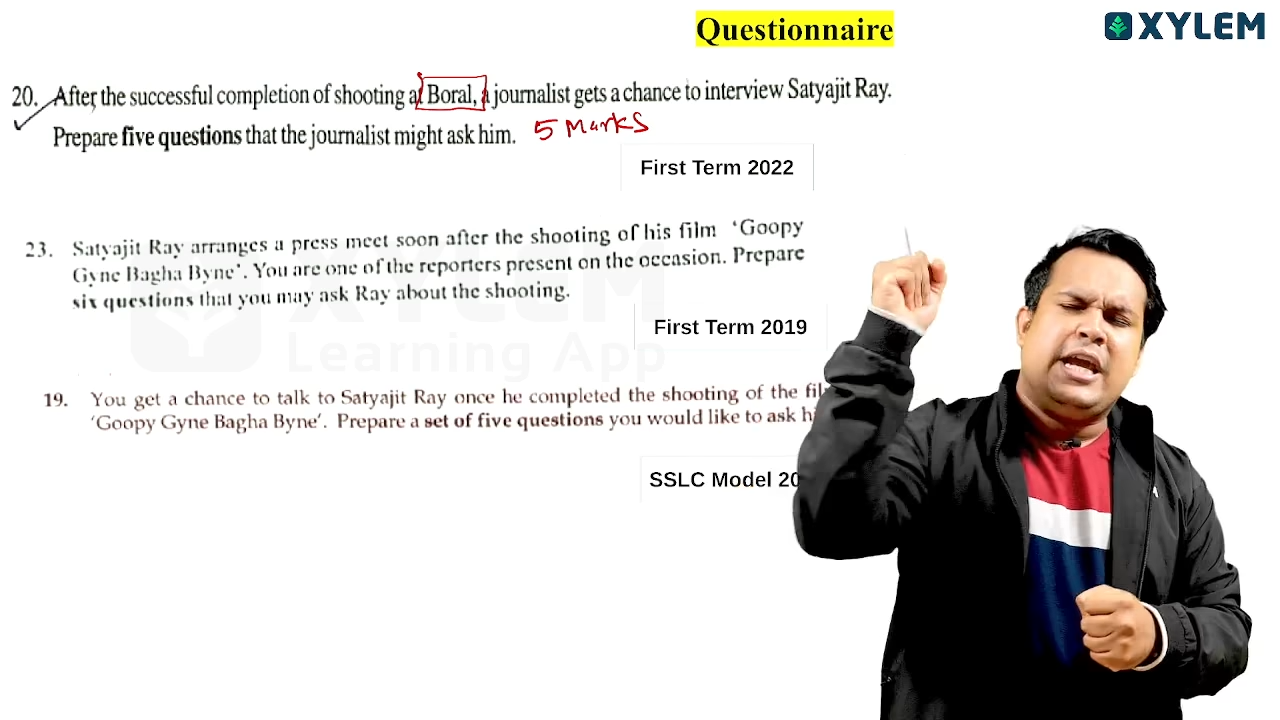 Questionnaire
XYLEM
20. After, the successful completion of shooting at Boral, a journalist gets a chance to interview Satyajit Ray.
Prepare five questions that the journalist might ask him. 5 Marks
First Term 2022
23. Satyajit Ray arranges a press meet soon after the shooting of his film 'Goopy
Gyne Bagha Byne'. You are one of the reporters present on the occasion. Prepare
six questions that you may ask Ray about the shooting.
XYLEM
Learning App
First Term 2019
19. You get a chance to talk to Satyajit Ray once he completed the shooting of the
'Goopy Gyne Bagha Byne'. Prepare a set of five questions you would like to ask
SSLC Model